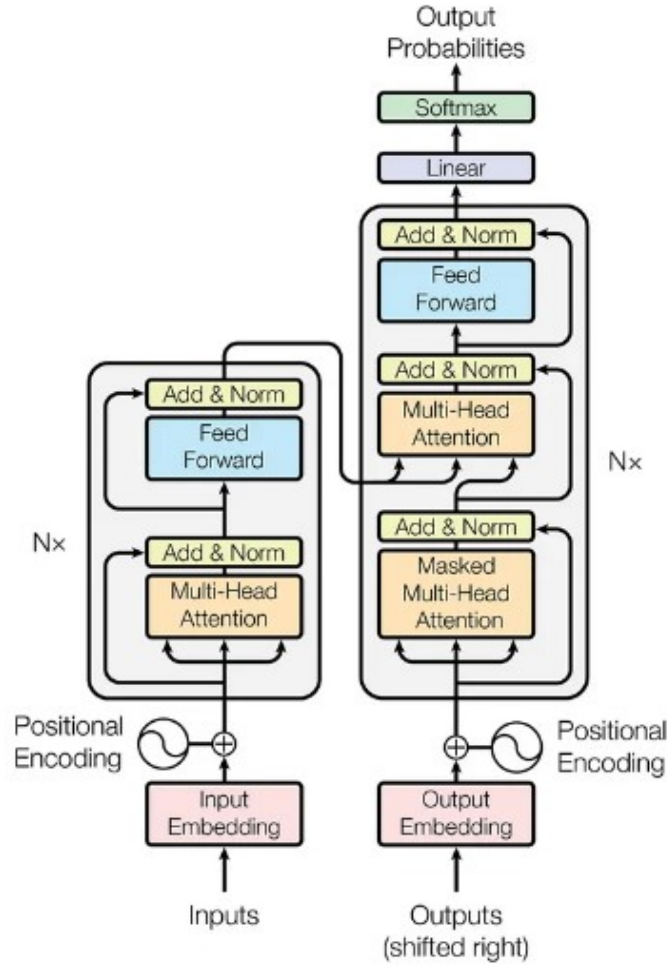 Output
Probabilities
Softmax
Linear
Add & Norm
Feed
Forward
Add & Norm
Multi-Head
Attention
Add & Norm
Masked
Multi-Head
Attention
Nx
Add & Norm
Feed
Forward
Add & Norm
Multi-Head
Attention
Nx
Positional
Encoding
Positional
Encoding
Input
Embedding
Output
Embedding
Inputs
Outputs
(shifted right)